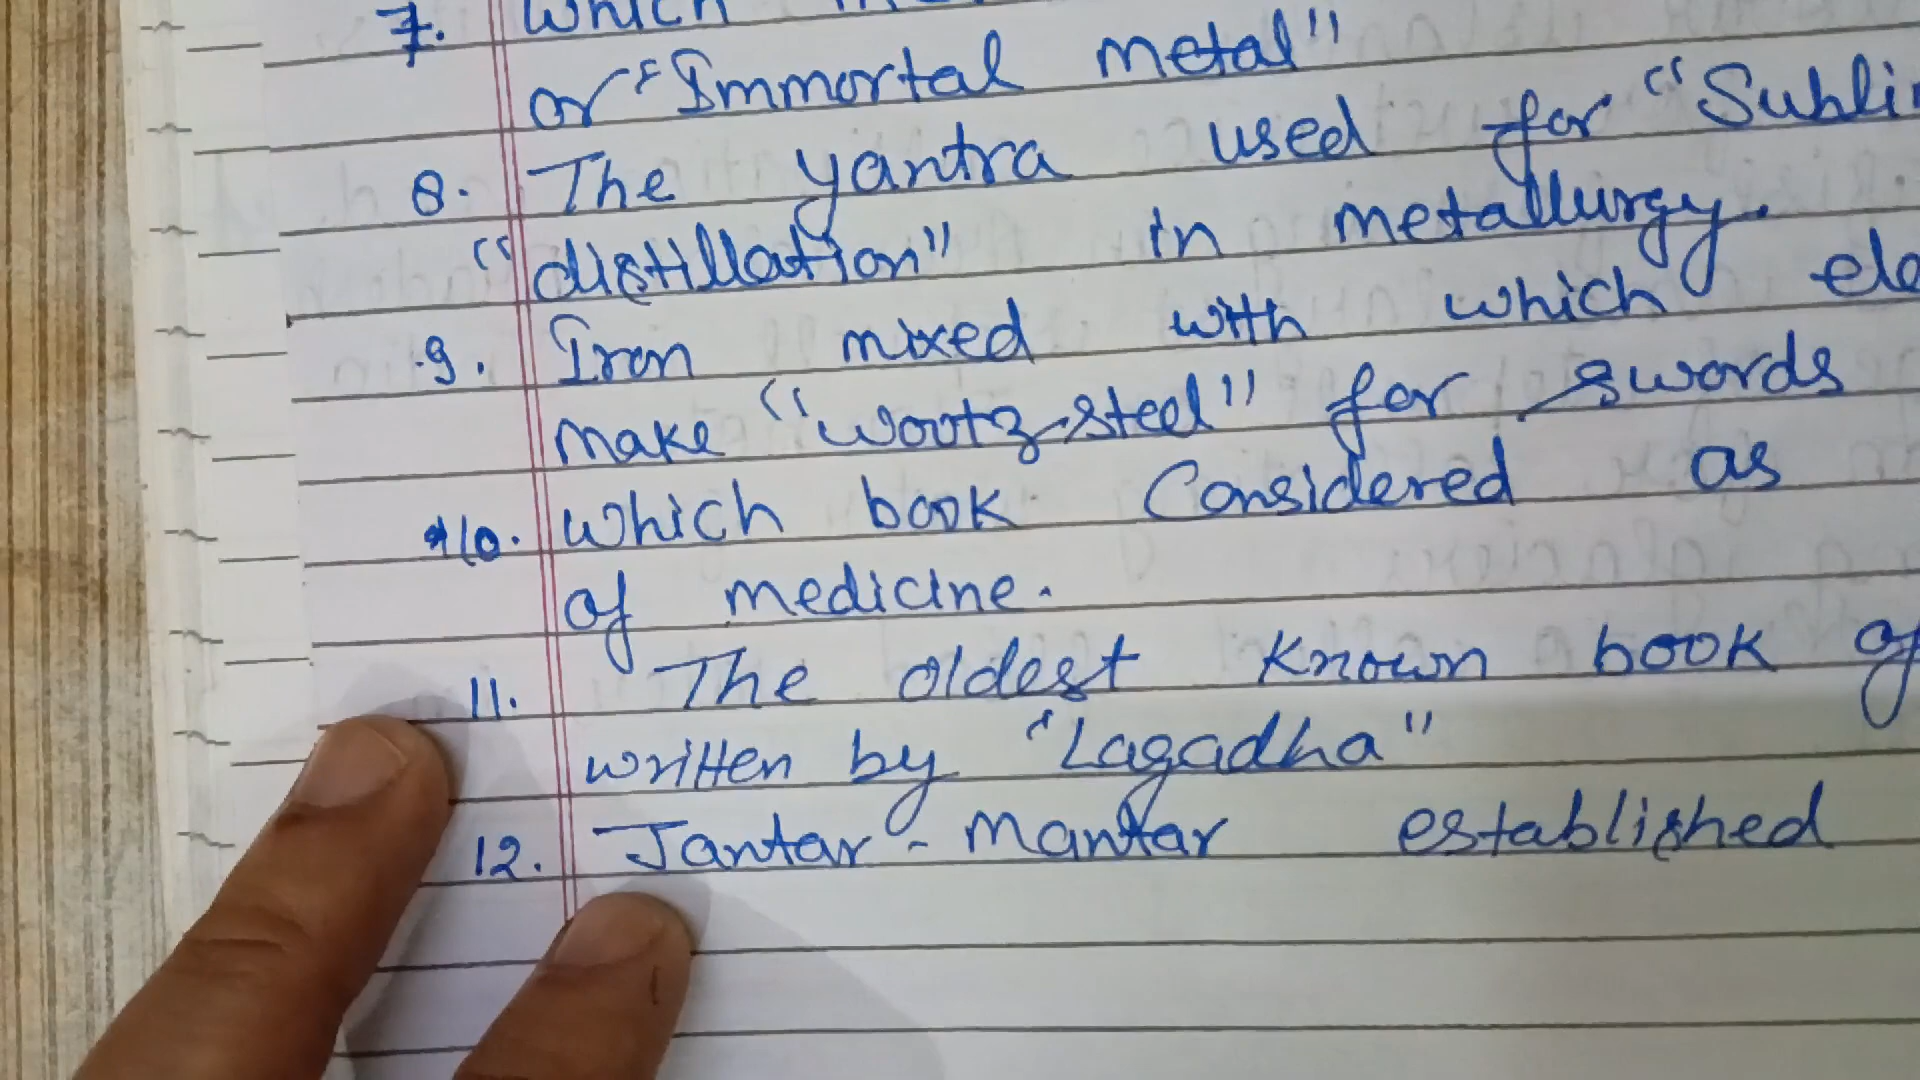 7. Which
or "Immortal metal"
8. The yantra used for "Subli
"distillation" in metallurgy.
9. Iron mixed with which ele
make "wootz-steel" for swords
10. Which book Considered as
of medicine.
11. The oldest known book of
written by "Lagadha"
12. Jantar-Mantar established